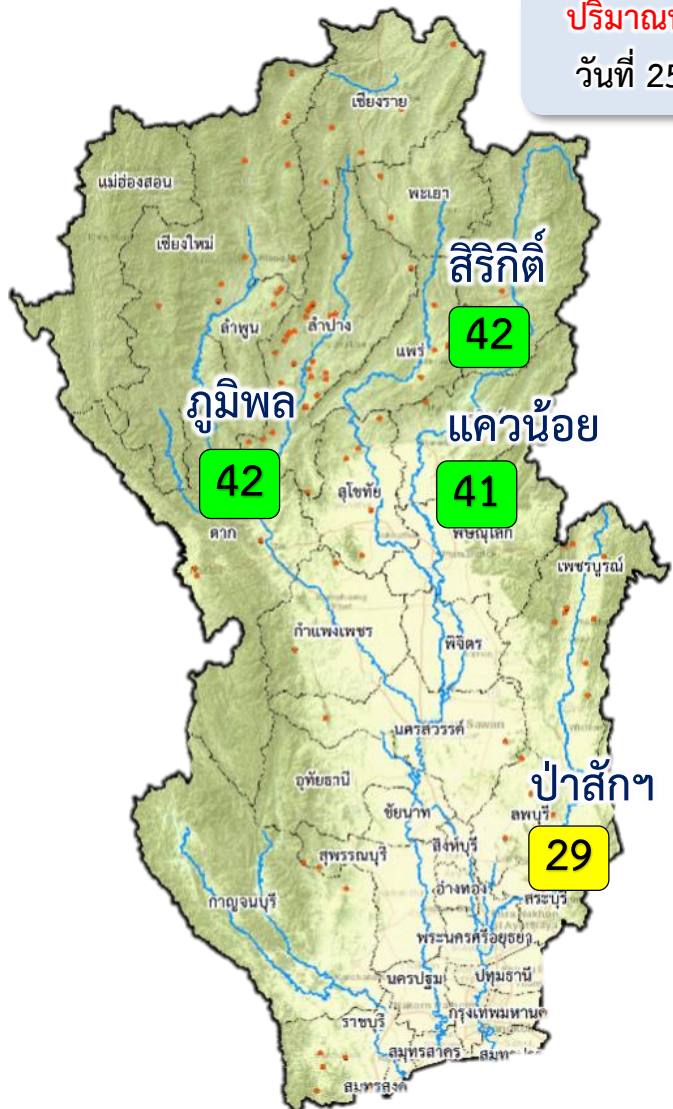 ปริมาณ
วันที่ 25
เชียงราย
แม่ฮ่องสอน
พะเยา
เชียงใหม่
สิริกิติ์
42
ลำพูน
ลำปาง
แพร่
ภูมิพล
42
แควน้อย
41
สุโขทัย
ตาก
พิษณุโลก
เพชรบูรณ์
กำแพงเพชร
พิจิตร
นครสวรรค์
Sawan
อุทัยธานี
ป่าสักฯ
29
ชัยนาท
ลพบุรี
สิงห์บุรี
สุพรรณบุรี
อ่างทอง
สระบุรี
กาญจนบุรี
พระนครศรีอยุธยา
นครปฐม
ปทุมธานี
กรุงเทพมหานค
ราชบุรี
สมุทรสาคร
สมุทรสงค